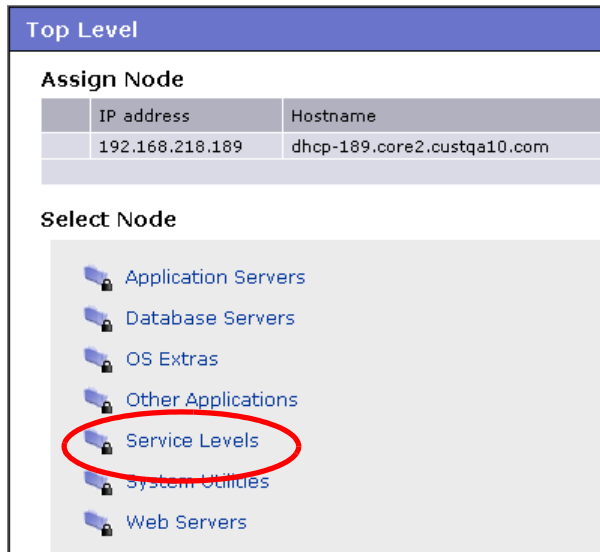 Top Level
Assign Node
IP address Hostname
192.168.218.189 dhcp-189.core2.custqa10.com
Select Node
Application Servers
Database Servers
OS Extras
Other Applications
Service Levels
System Utilities
Web Servers